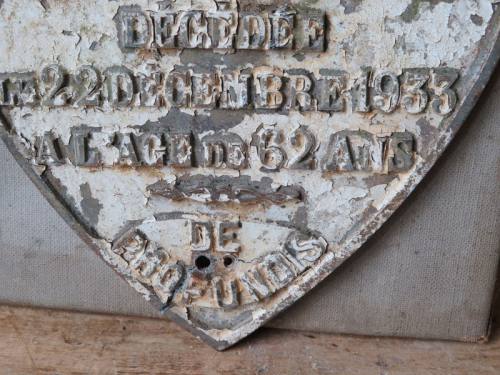 DÉCÉDÉE
LE 22 DÉCEMBRE 1933
A L'AGE DE 62 ANS
DE
PROFUNDIS